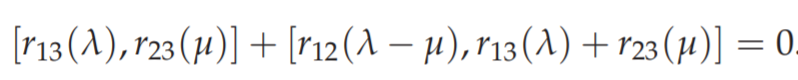 [r₁₃(λ), r₂₃(μ)] + [r₁₂(λ − μ), r₁₃(λ) + r₂₃(μ)] = 0.